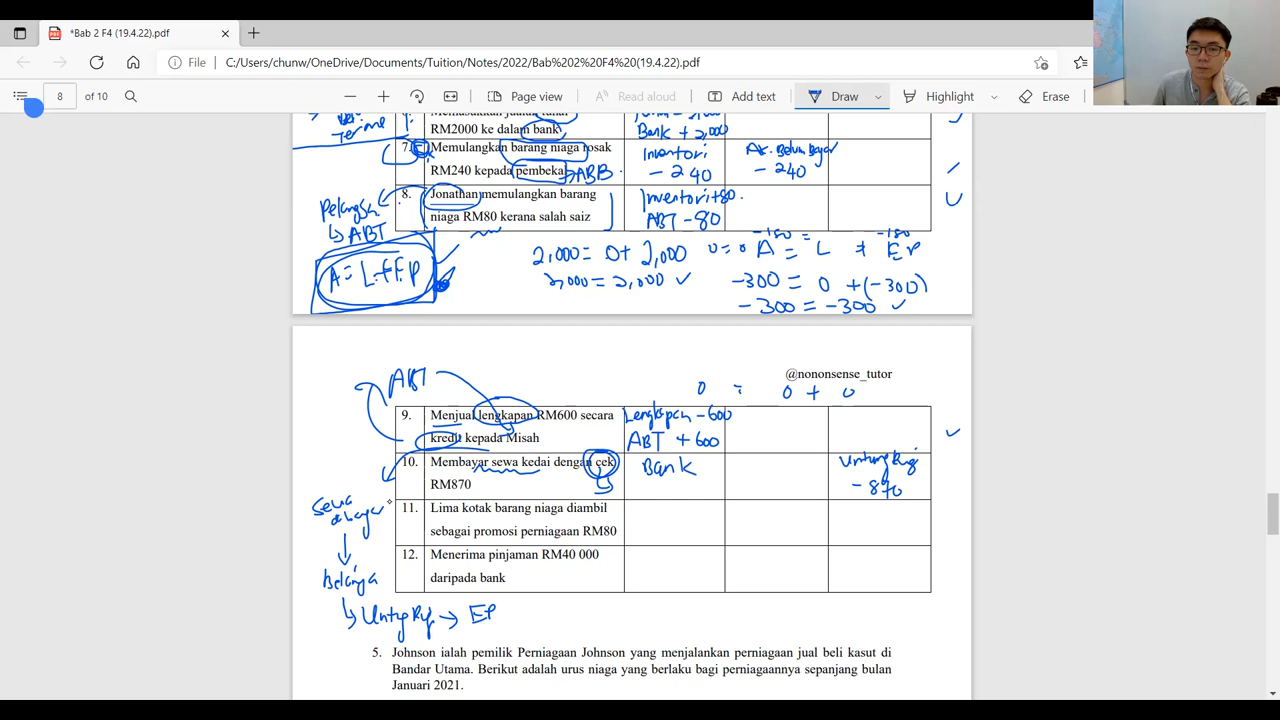 *Bab 2 F4 (19.4.22).pdf
File C:/Users/chunw/OneDrive/Documents/Tuition/Notes/2022/Bab%202%20F4%20(19.4.22).pdf
8 of 10 Page view Read aloud Add text Draw Highlight Erase
Terima
RM2000 ke dalam bank
Bank + 2,000
7. Memulangkan barang niaga rosak
RM240 kepada pembekal
ABB
Inventori
- 240
Ak. Belum Bayar
- 240
8. Jonathan memulangkan barang
niaga RM80 kerana salah saiz
Inventori +80
ABT - 80
Pelanggan
ABT
A = L + E.P
2,000 = 0 + 2,000
2,000 = 2,000
-180 = -180
0 = 0 A = L + EP
-300 = 0 + (-300)
-300 = -300
@nononsense_tutor
ABT
0 = 0 + 0
9. Menjual lengkapan RM600 secara
kredit kepada Misah
Lengkapan - 600
ABT + 600
10. Membayar sewa kedai dengan cek
RM870
Bank
Untung Rugi
- 870
11. Lima kotak barang niaga diambil
sebagai promosi perniagaan RM80
12. Menerima pinjaman RM40 000
daripada bank
Sewa
dibayar
Belanja
Untung Rugi → EP
5. Johnson ialah pemilik Perniagaan Johnson yang menjalankan perniagaan jual beli kasut di
Bandar Utama. Berikut adalah urus niaga yang berlaku bagi perniagaannya sepanjang bulan
Januari 2021.